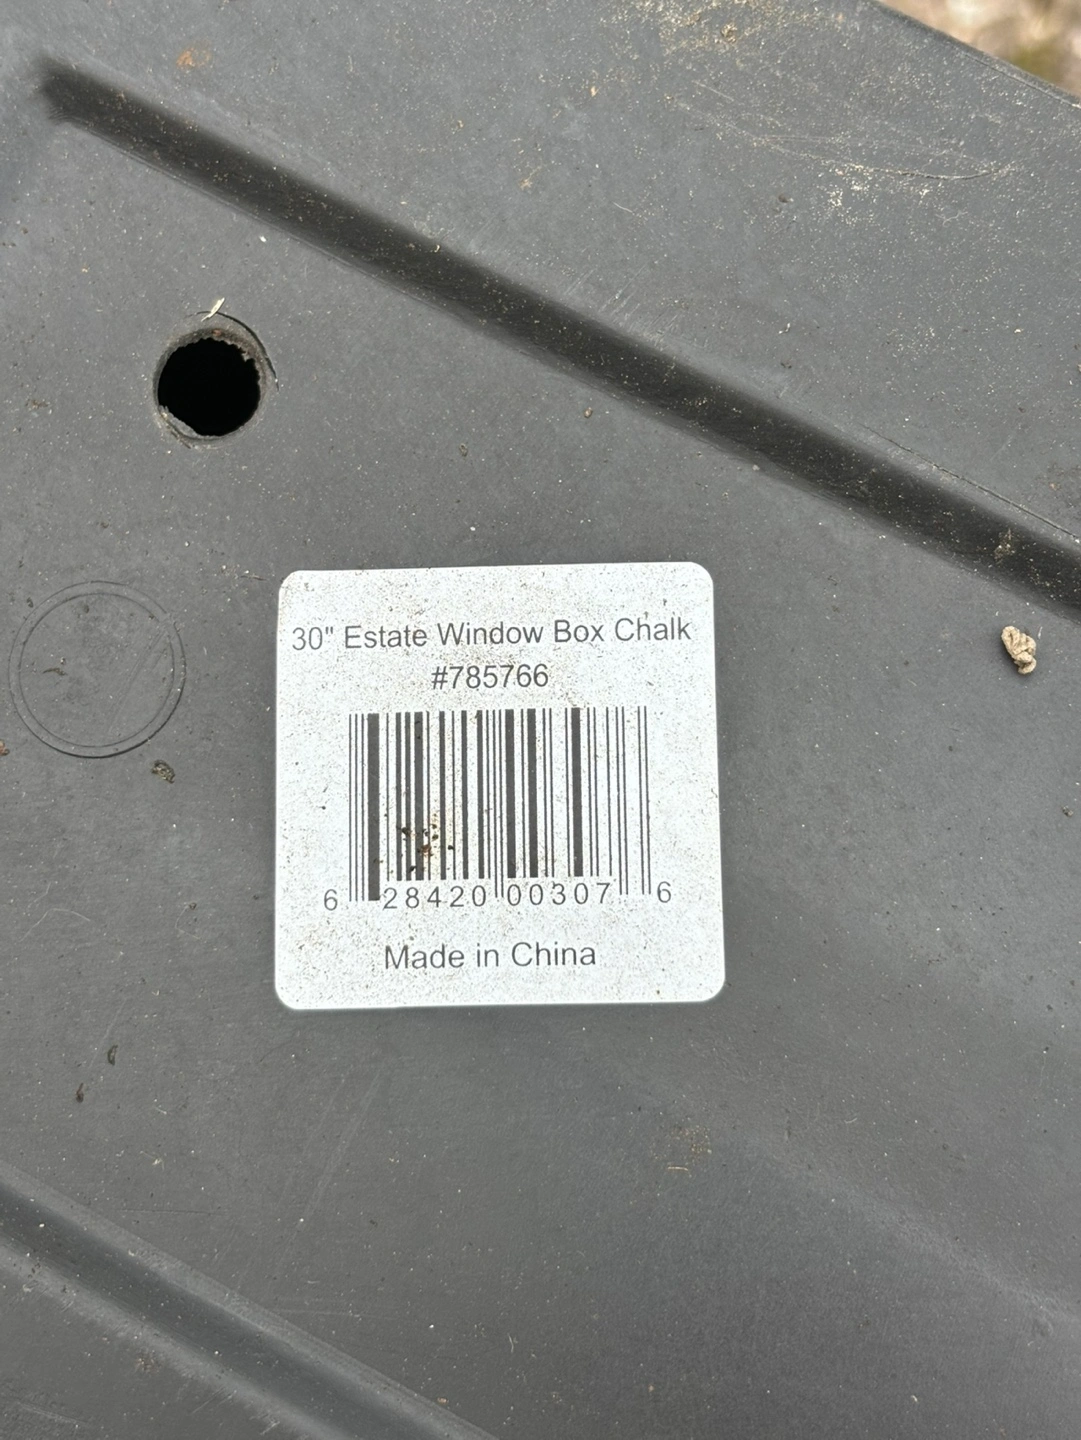 30" Estate Window Box Chalk
#785766
6 28420 00307 6
Made in China